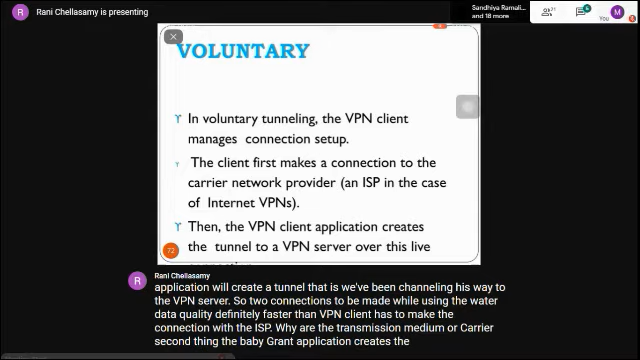 Rani Chellasamy is presenting
Sandhiya Ramali...
and 18 more
You
VOLUNTARY
In voluntary tunneling, the VPN client
manages connection setup.
The client first makes a connection to the
carrier network provider (an ISP in the case
of Internet VPNs).
Then, the VPN client application creates
the tunnel to a VPN server over this live
72
Rani Chellasamy
application will create a tunnel that is we've been channeling his way to
the VPN server. So two connections to be made while using the water
data quality definitely faster than VPN client has to make the
connection with the ISP. Why are the transmission medium or Carrier
second thing the baby Grant application creates the